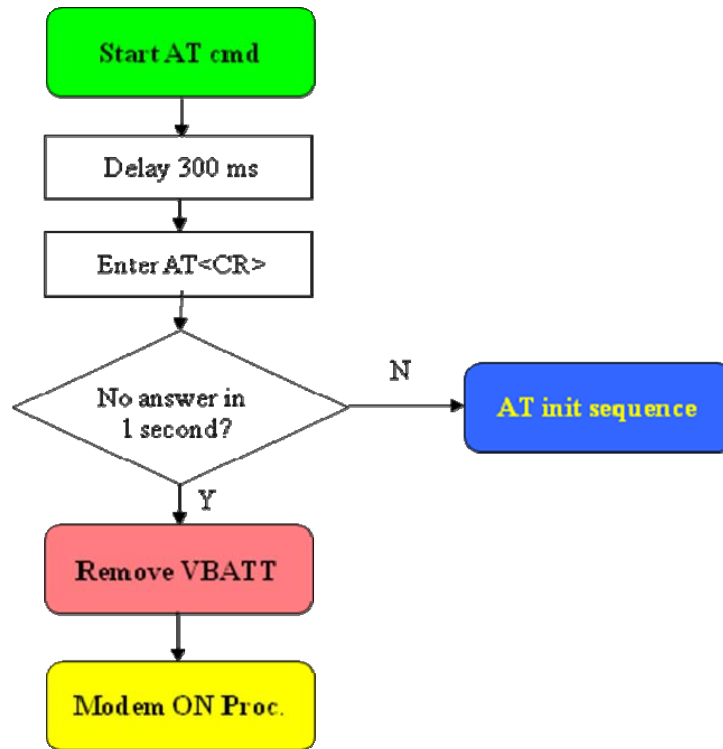 Start AT cmd
Delay 300 ms
Enter AT<CR>
No answer in
1 second?
N
AT init sequence
Y
Remove VBATT
Modem ON Proc.